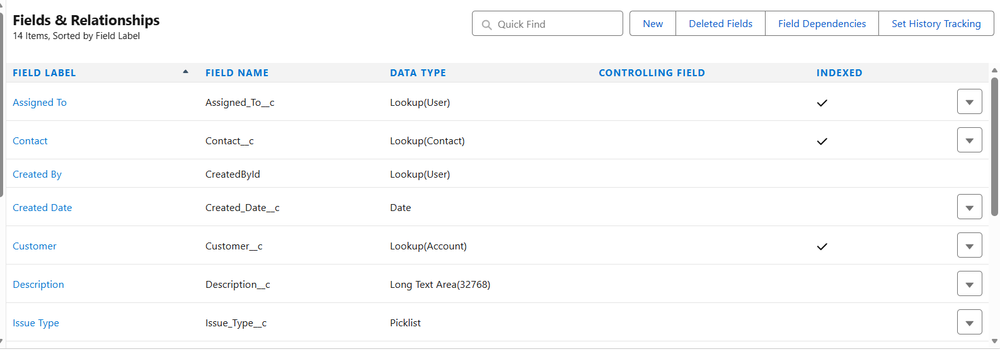 Fields & Relationships
14 Items, Sorted by Field Label
Quick Find
New
Deleted Fields
Field Dependencies
Set History Tracking
FIELD LABEL FIELD NAME DATA TYPE CONTROLLING FIELD INDEXED
Assigned To Assigned_To__c Lookup(User)
Contact Contact__c Lookup(Contact)
Created By CreatedById Lookup(User)
Created Date Created_Date__c Date
Customer Customer__c Lookup(Account)
Description Description__c Long Text Area(32768)
Issue Type Issue_Type__c Picklist